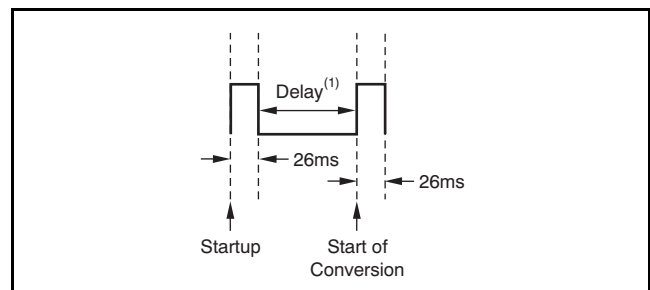 Delay(1)
26ms
26ms
Startup
Start of
Conversion